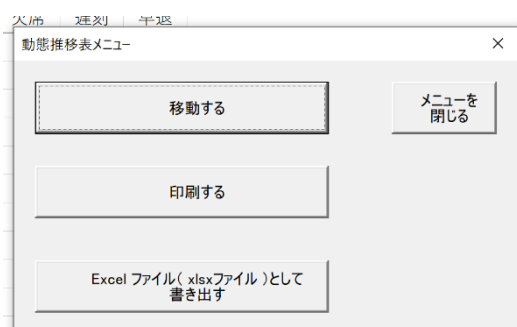 欠席 遅刻 早退
動態推移表メニュー
移動する
メニューを
閉じる
印刷する
Excel ファイル( xlsxファイル )として
書き出す